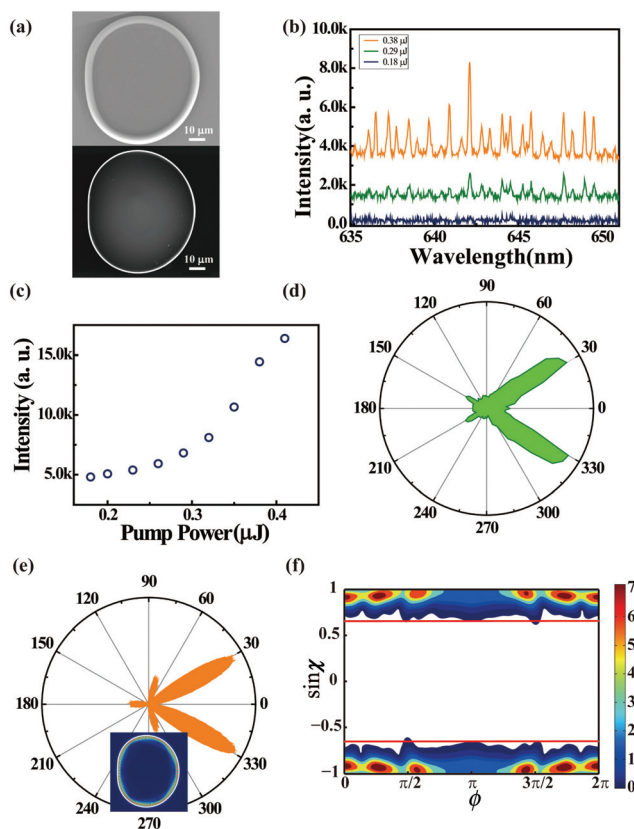 (a)
10 μm
10 μm
(b)
0.38 μJ
0.29 μJ
0.18 μJ
Intensity(a. u.)
10.0k
8.0k
6.0k
4.0k
2.0k
0.0
635
640
645
650
Wavelength(nm)
(c)
Intensity (a. u.)
15.0k
10.0k
5.0k
0.2
0.3
0.4
Pump Power(μJ)
(d)
90
120
60
150
30
180
0
210
330
240
300
270
(e)
90
120
60
150
30
180
0
210
330
240
300
270
(f)
sinχ
1
0.5
0
−0.5
−1
0
π/2
π
3π/2
2π
ϕ
7
6
5
4
3
2
1
0